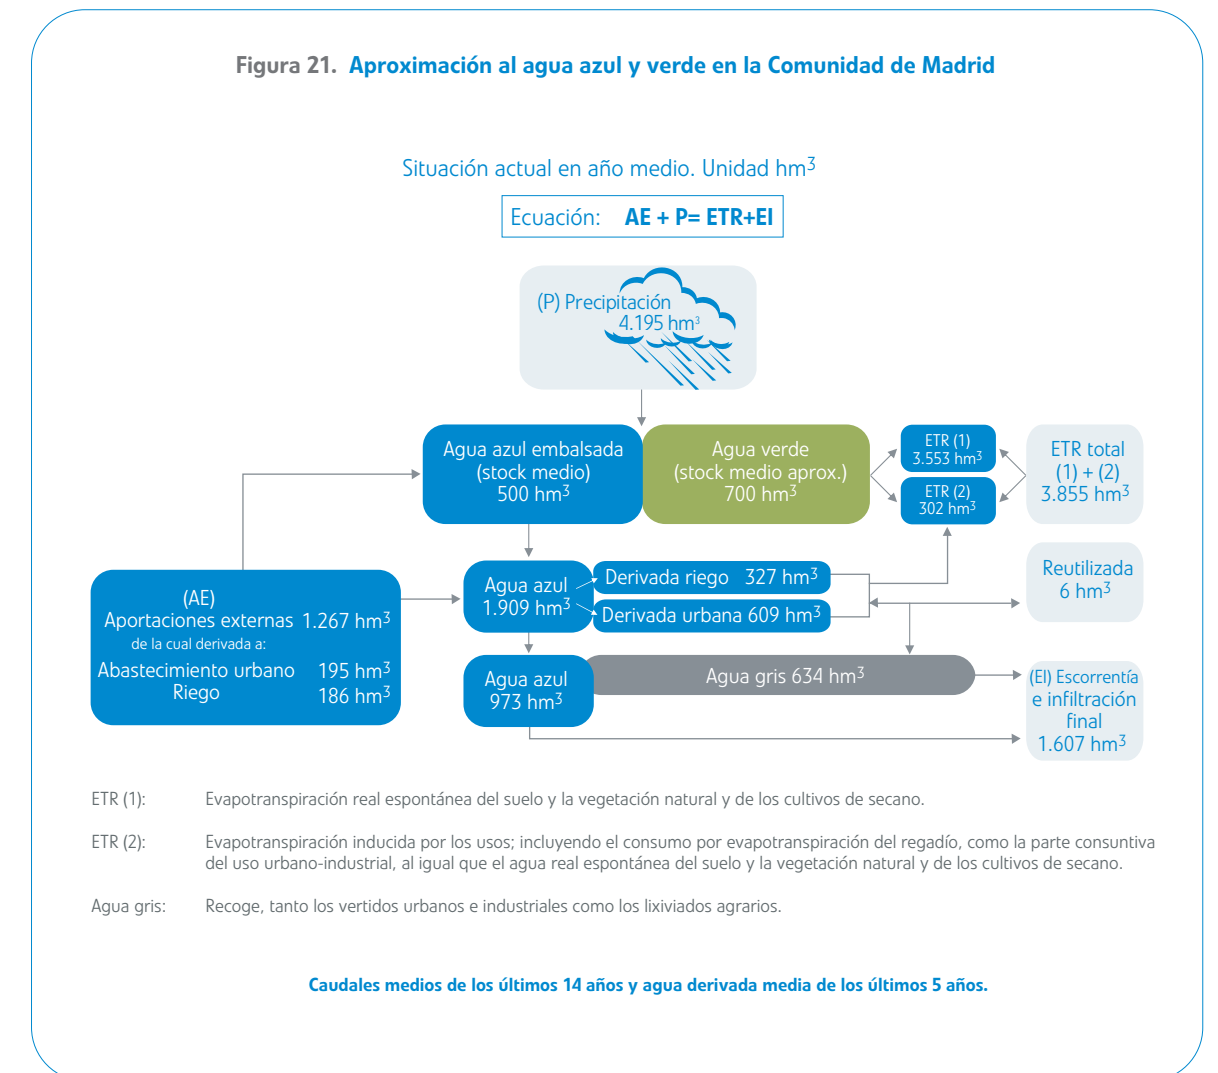 Figura 21. Aproximación al agua azul y verde en la Comunidad de Madrid
Situación actual en año medio. Unidad hm³
Ecuación: AE + P= ETR+EI
(P) Precipitación
4.195 hm³
Agua azul embalsada
(stock medio)
500 hm³
Agua verde
(stock medio aprox.)
700 hm³
ETR (1)
3.553 hm³
ETR (2)
302 hm³
ETR total
(1) + (2)
3.855 hm³
(AE)
Aportaciones externas 1.267 hm³
de la cual derivada a:
Abastecimiento urbano 195 hm³
Riego 186 hm³
Agua azul
1.909 hm³
Derivada riego 327 hm³
Derivada urbana 609 hm³
Reutilizada
6 hm³
Agua azul
973 hm³
Agua gris 634 hm³
(EI) Escorrentía
e infiltración
final
1.607 hm³
ETR (1): Evapotranspiración real espontánea del suelo y la vegetación natural y de los cultivos de secano.
ETR (2): Evapotranspiración inducida por los usos; incluyendo el consumo por evapotranspiración del regadío, como la parte consuntiva
del uso urbano-industrial, al igual que el agua real espontánea del suelo y la vegetación natural y de los cultivos de secano.
Agua gris: Recoge, tanto los vertidos urbanos e industriales como los lixiviados agrarios.
Caudales medios de los últimos 14 años y agua derivada media de los últimos 5 años.